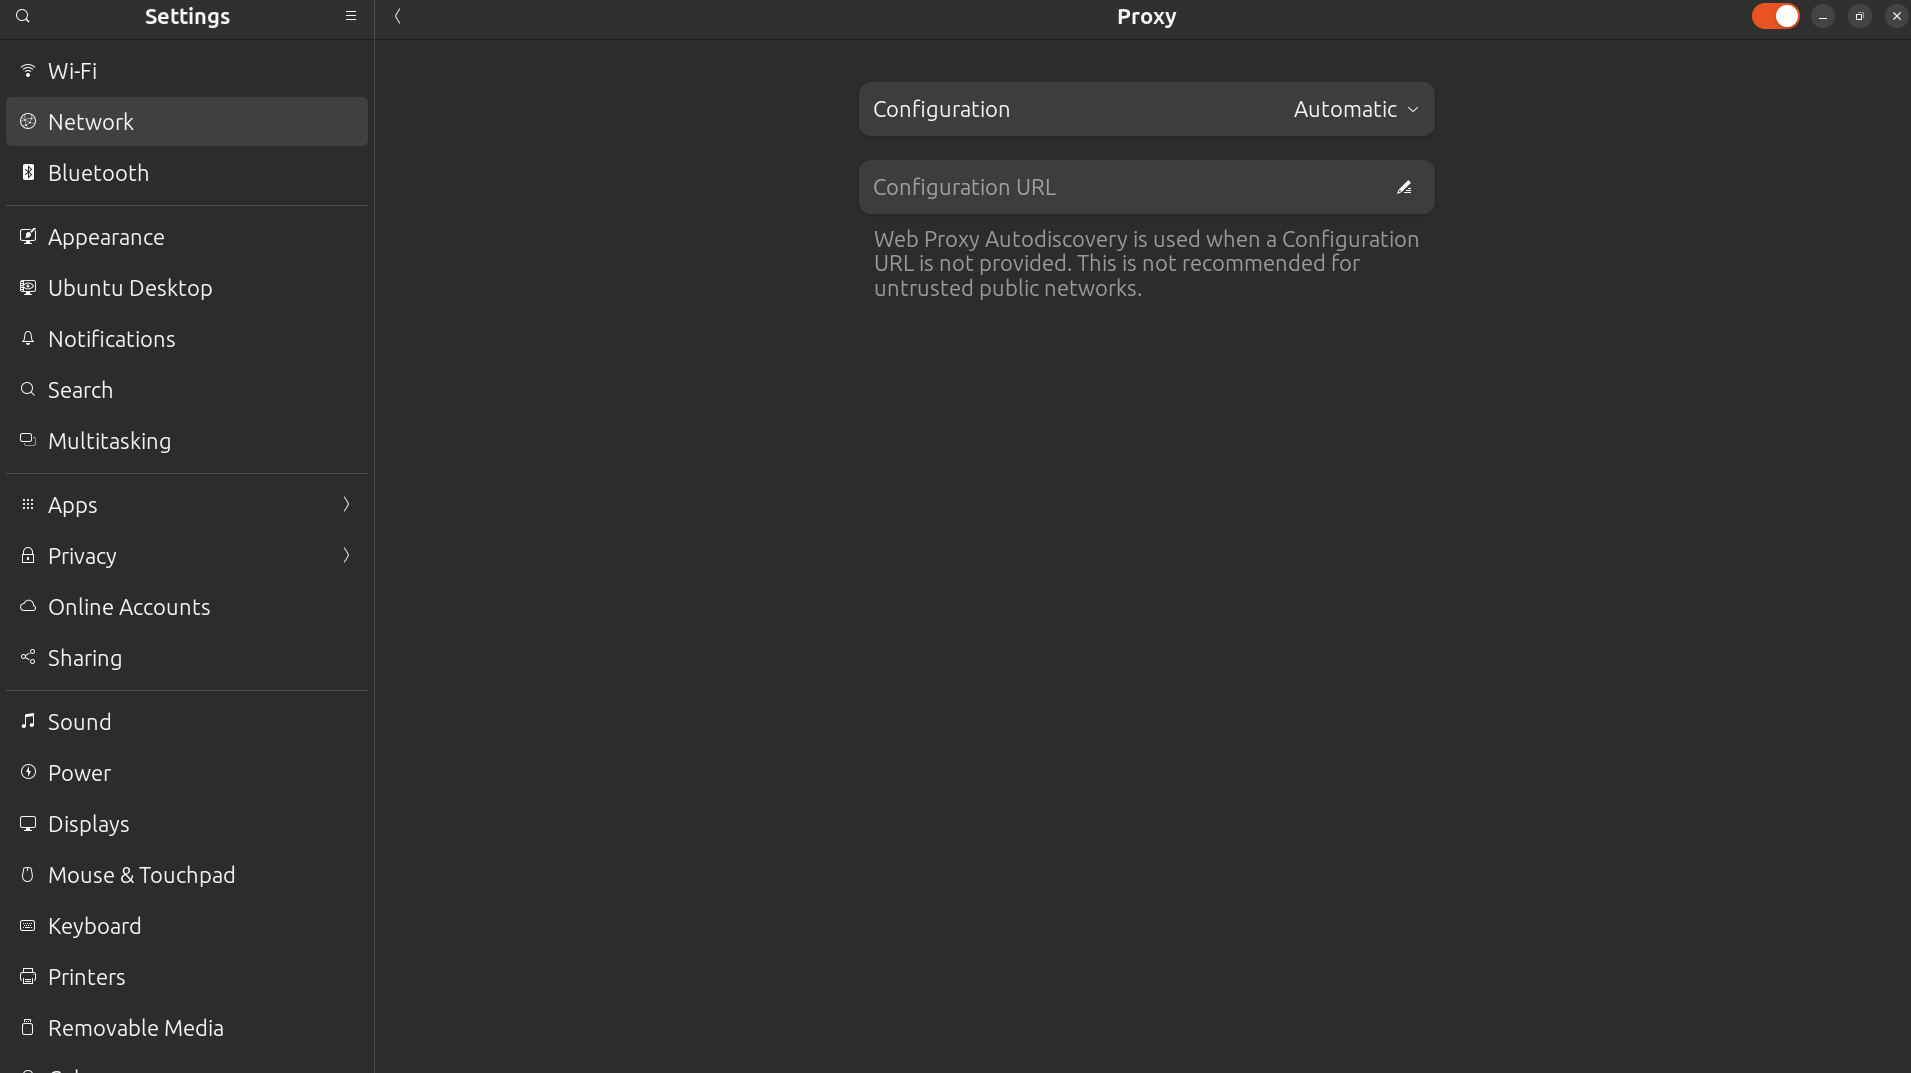 Settings
Proxy
Wi-Fi
Network
Bluetooth
Appearance
Ubuntu Desktop
Notifications
Search
Multitasking
Apps
Privacy
Online Accounts
Sharing
Sound
Power
Displays
Mouse & Touchpad
Keyboard
Printers
Removable Media
Configuration
Automatic
Configuration URL
Web Proxy Autodiscovery is used when a Configuration
URL is not provided. This is not recommended for
untrusted public networks.